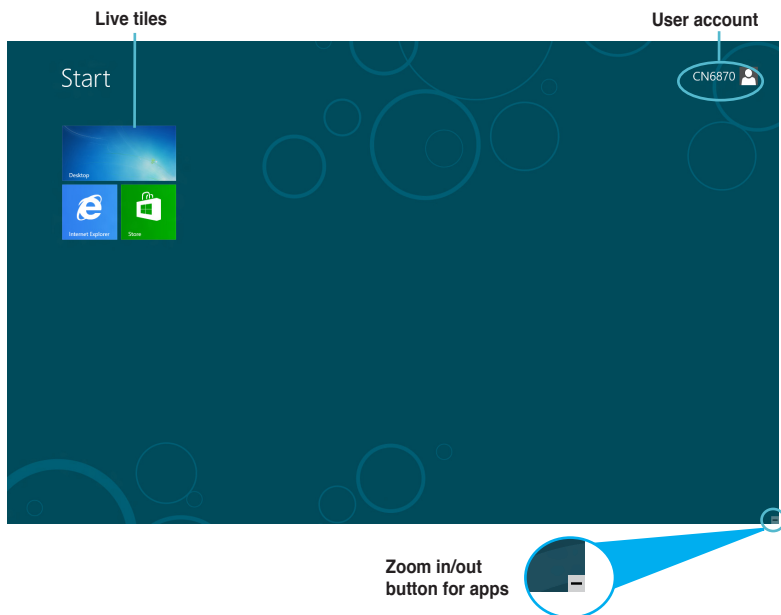 Live tiles
User account
Start
CN6870
Desktop
Internet Explorer
Store
Zoom in/out
button for apps